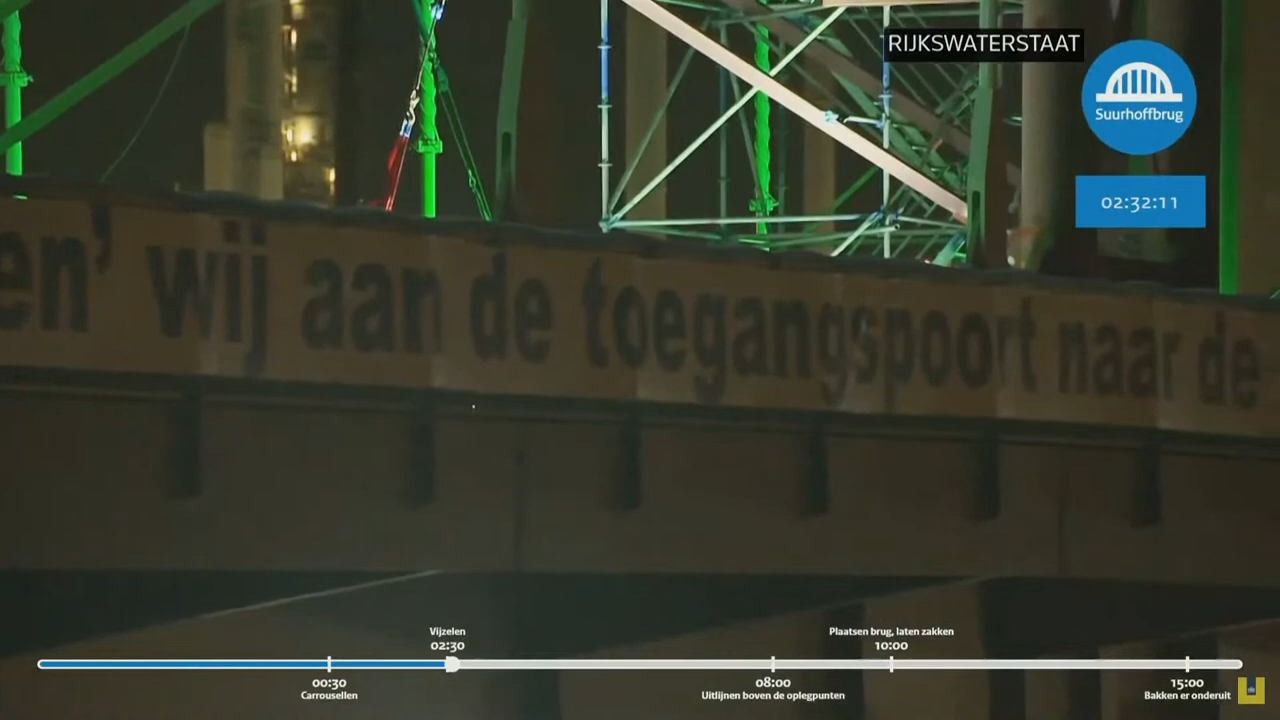 RIJKSWATERSTAAT
Suurhoffbrug
02:32:11
en' wij aan de toegangspoort naar de
Vijzelen
02:30
Plaatsen brug, laten zakken
10:00
00:30
Carrousellen
08:00
Uitlijnen boven de oplegpunten
15:00
Bakken er onderuit